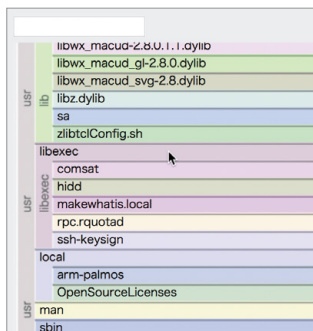 libwx_macud-2.8.0.1.1.dylib
libwx_macud_gl-2.8.0.dylib
libwx_macud_svg-2.8.dylib
libz.dylib
sa
zlibtclConfig.sh
usr
lib
libexec
comsat
hidd
makewhatis.local
rpc.rquotad
ssh-keysign
usr
libexec
local
arm-palmos
OpenSourceLicenses
man
sbin
usr